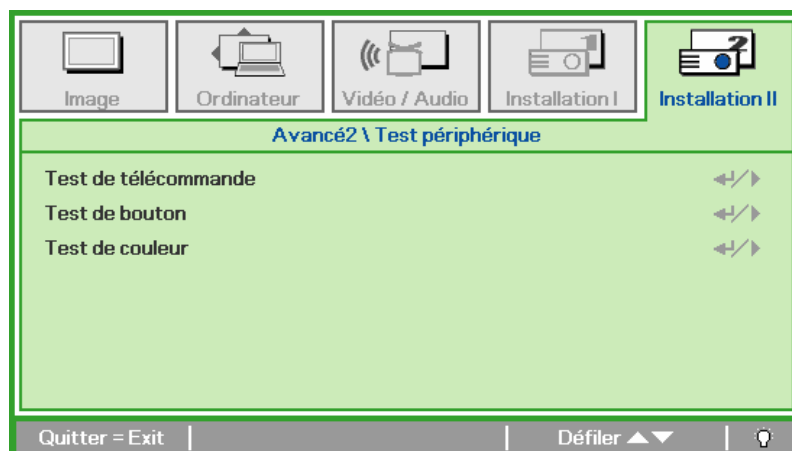 Image
Ordinateur
Vidéo / Audio
Installation I
Installation II
Avancé2 \ Test périphérique
Test de télécommande
Test de bouton
Test de couleur
Quitter = Exit
Défiler